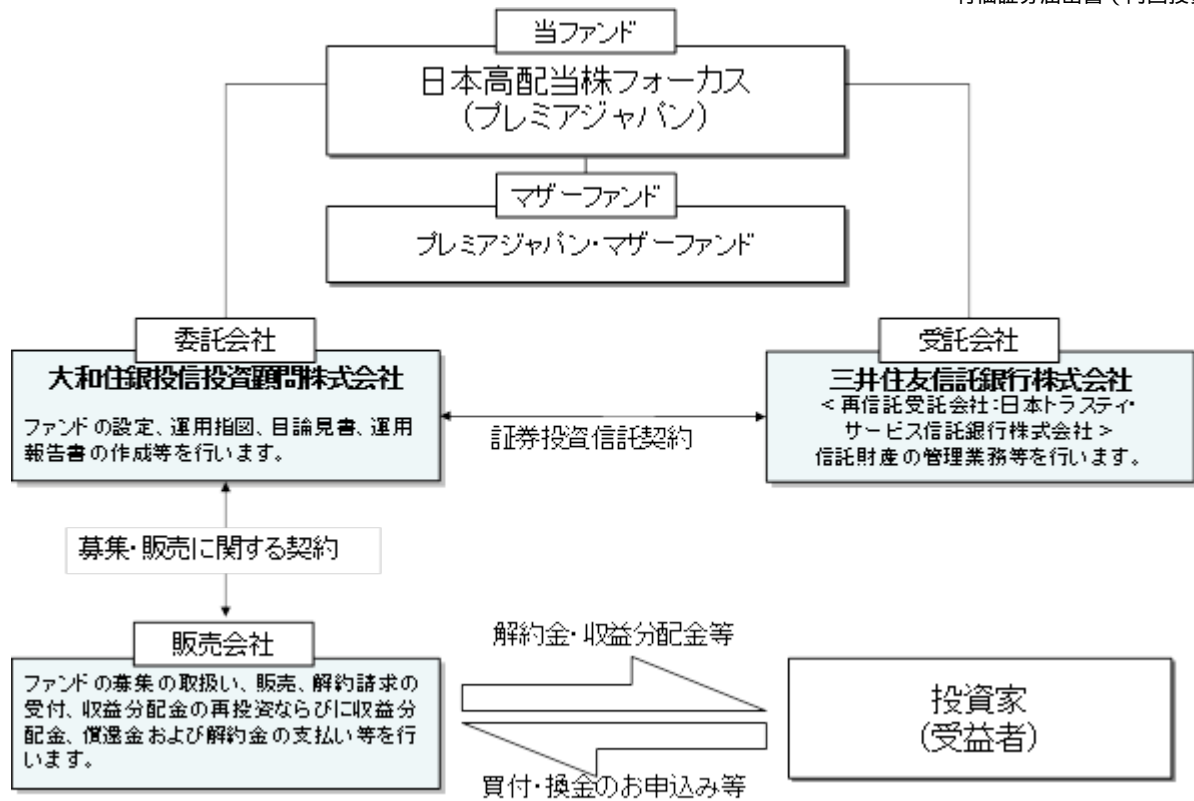 当ファンド
日本高配当株フォーカス
(プレミアジャパン)
マザーファンド
プレミアジャパン・マザーファンド
委託会社
大和住銀投信投資顧問株式会社
ファンドの設定、運用指図、目論見書、運用
報告書の作成等を行います。
証券投資信託契約
受託会社
三井住友信託銀行株式会社
<再信託受託会社:日本トラスティ・
サービス信託銀行株式会社>
信託財産の管理業務等を行います。
募集・販売に関する契約
販売会社
ファンドの募集の取扱い、販売、解約請求の
受付、収益分配金の再投資ならびに収益分
配金、償還金および解約金の支払い等を行
います。
解約金・収益分配金等
買付・換金のお申込み等
投資家
(受益者)